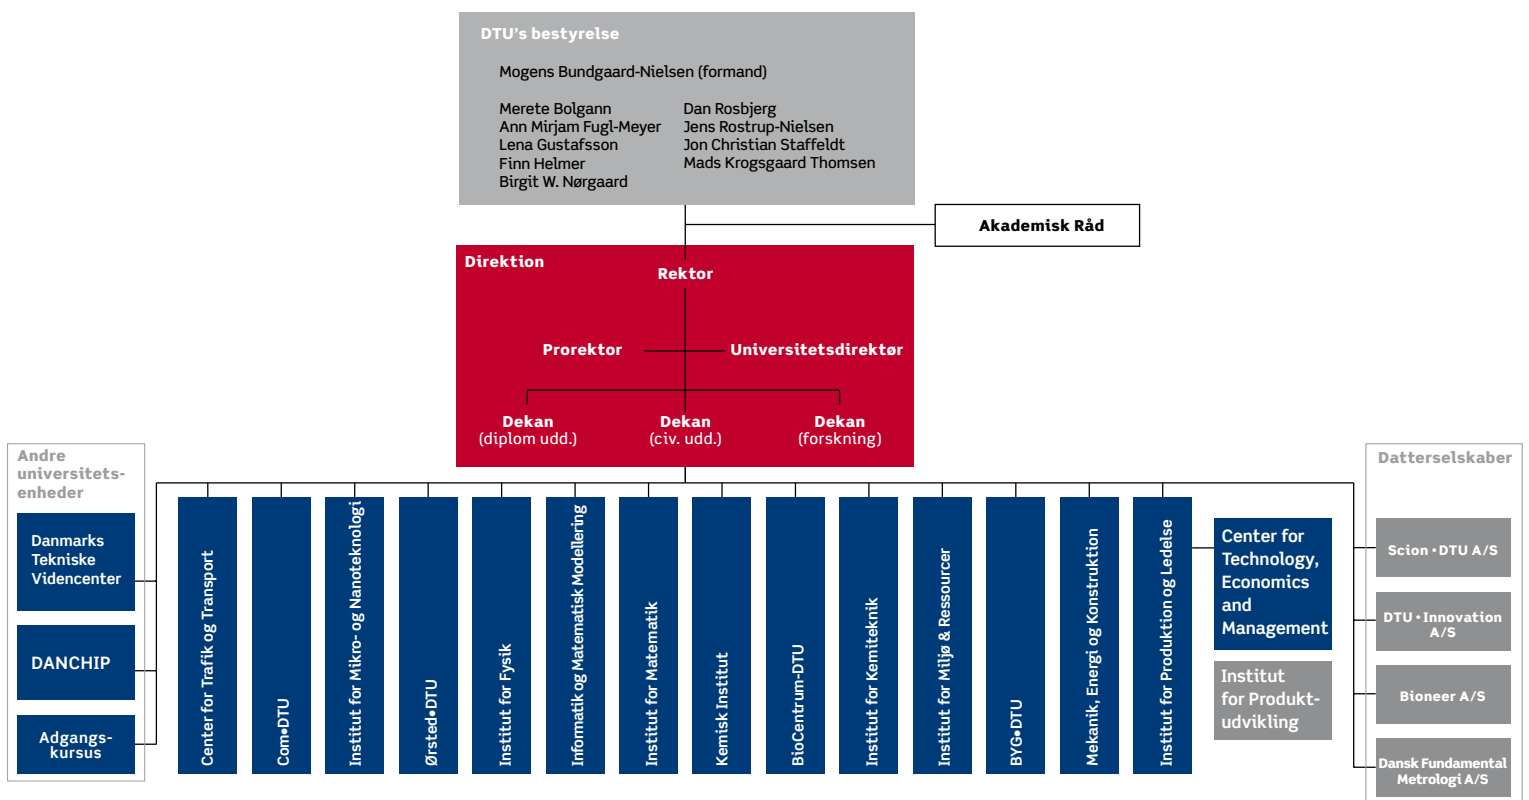 DTU's bestyrelse
Mogens Bundgaard-Nielsen (formand)
Merete Bolgann
Ann Mirjam Fugl-Meyer
Lena Gustafsson
Finn Helmer
Birgit W. Nørgaard
Dan Rosbjerg
Jens Rostrup-Nielsen
Jon Christian Staffeldt
Mads Krogsgaard Thomsen
Akademisk Råd
Direktion
Rektor
Prorektor
Universitetsdirektør
Dekan
(diplom udd.)
Dekan
(civ. udd.)
Dekan
(forskning)
Andre
universitets-
enheder
Danmarks
Tekniske
Videncenter
DANCHIP
Adgangs-
kursus
Center for Trafik og Transport
Com•DTU
Institut for Mikro- og Nanoteknologi
Ørsted•DTU
Institut for Fysik
Informatik og Matematisk Modellering
Institut for Matematik
Kemisk Institut
BioCentrum-DTU
Institut for Kemiteknik
Institut for Miljø & Ressourcer
BYG•DTU
Mekanik, Energi og Konstruktion
Institut for Produktion og Ledelse
Center for
Technology,
Economics
and
Management
Institut
for Produkt-
udvikling
Datterselskaber
Scion • DTU A/S
DTU • Innovation
A/S
Bioneer A/S
Dansk Fundamental
Metrologi A/S